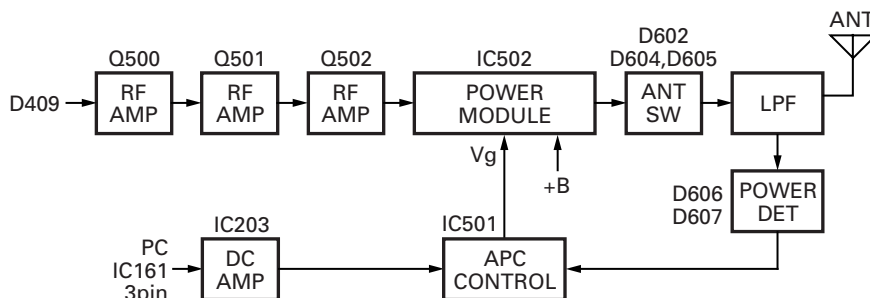 ANT
Q500
Q501
Q502
IC502
D602
D604,D605
D409
RF
AMP
RF
AMP
RF
AMP
POWER
MODULE
ANT
SW
LPF
Vg
+B
D606
D607
POWER
DET
IC203
IC501
PC
IC161
3pin
DC
AMP
APC
CONTROL